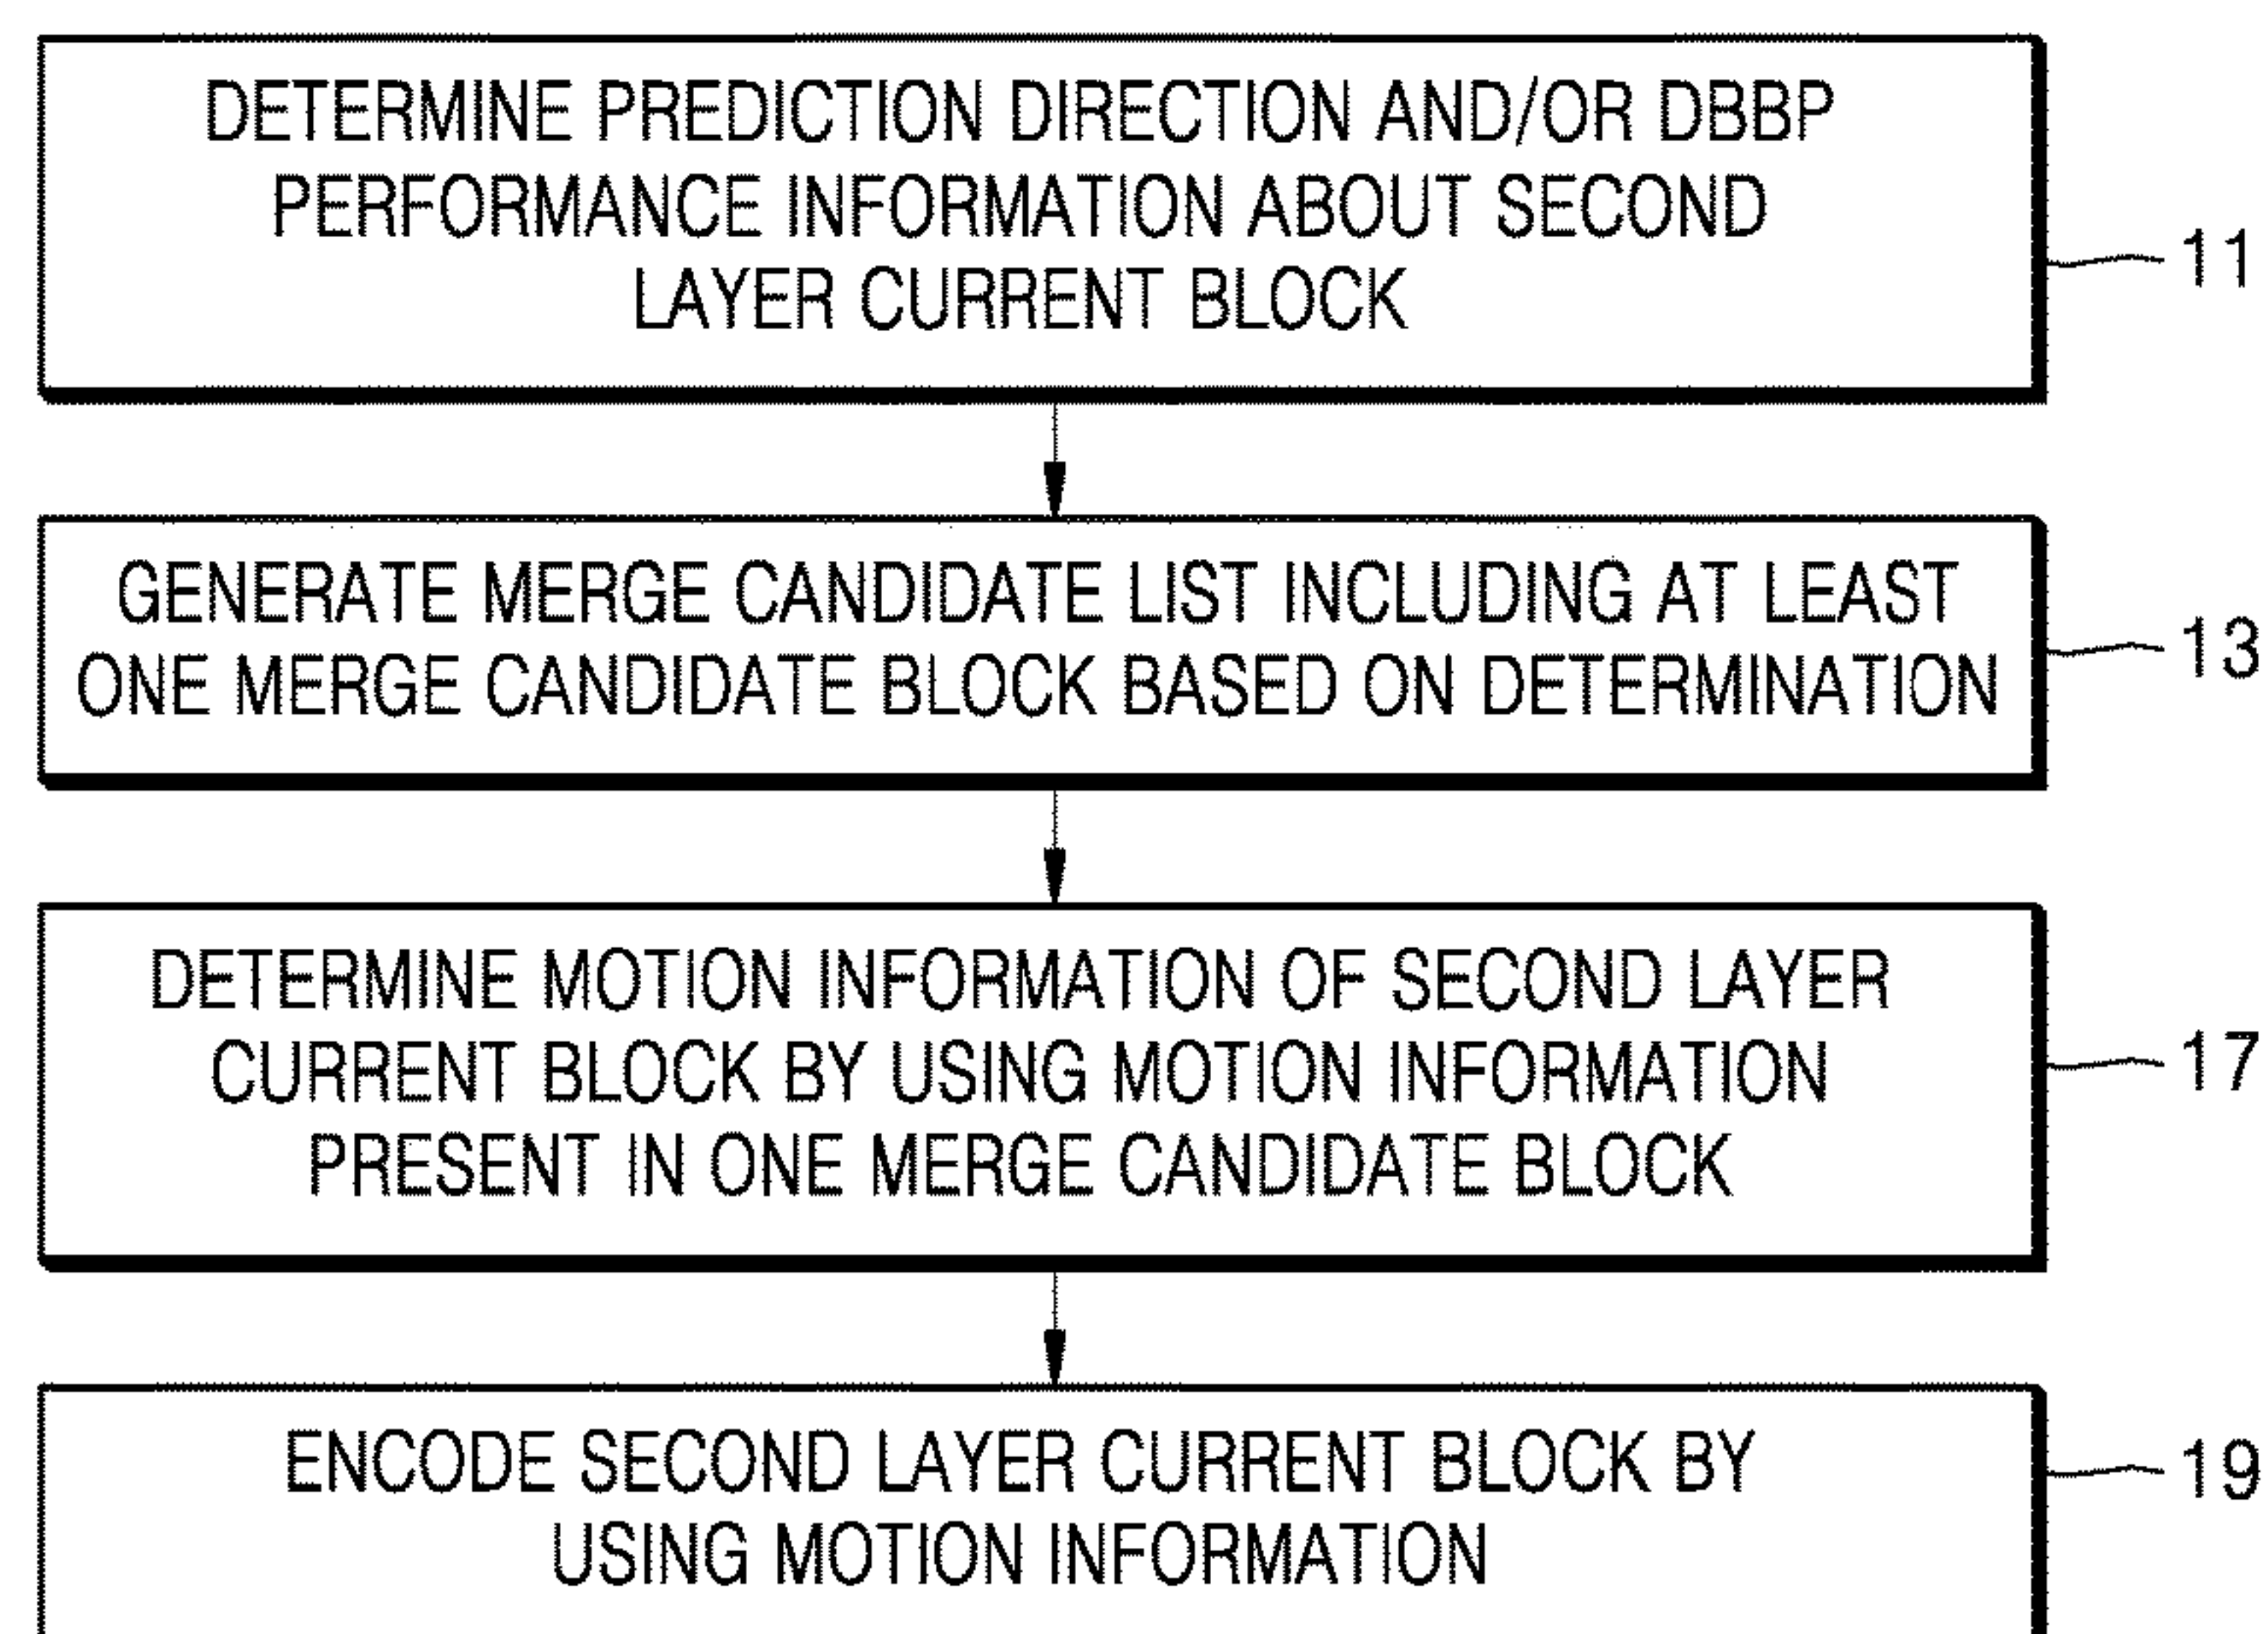 DETERMINE PREDICTION DIRECTION AND/OR DBBP
PERFORMANCE INFORMATION ABOUT SECOND
LAYER CURRENT BLOCK
11
GENERATE MERGE CANDIDATE LIST INCLUDING AT LEAST
ONE MERGE CANDIDATE BLOCK BASED ON DETERMINATION
13
DETERMINE MOTION INFORMATION OF SECOND LAYER
CURRENT BLOCK BY USING MOTION INFORMATION
PRESENT IN ONE MERGE CANDIDATE BLOCK
17
ENCODE SECOND LAYER CURRENT BLOCK BY
USING MOTION INFORMATION
19